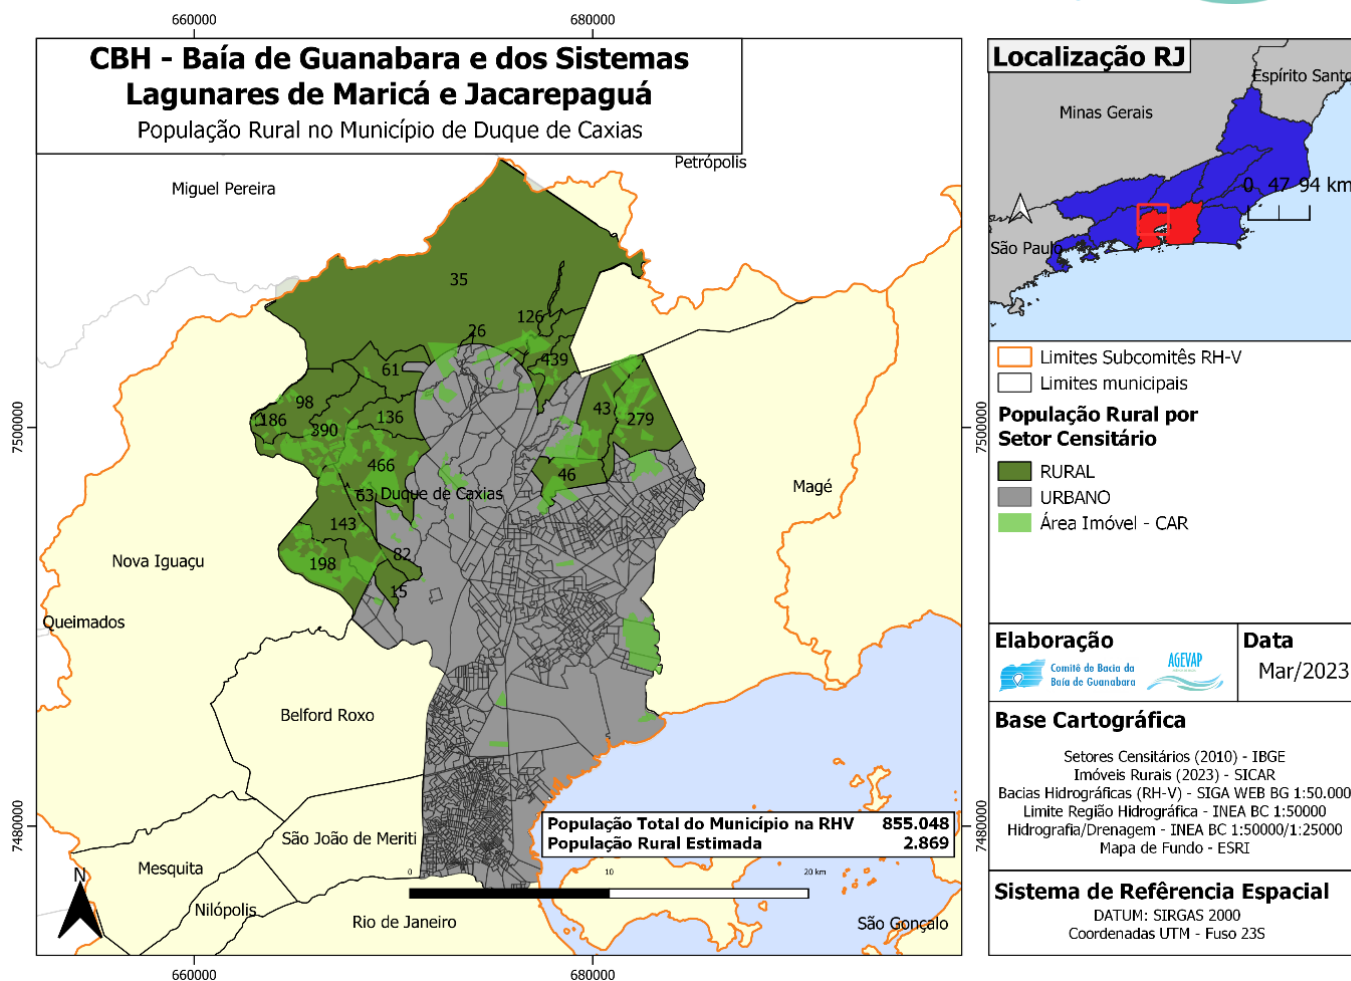 660000
680000
CBH - Baía de Guanabara e dos Sistemas
Lagunares de Maricá e Jacarepaguá
População Rural no Município de Duque de Caxias
Petrópolis
Miguel Pereira
35
126
26
439
61
98
43
186
136
279
390
466
46
63
Duque de Caxias
Magé
143
82
Nova Iguaçu
198
15
Queimados
Belford Roxo
São João de Meriti
Mesquita
Nilópolis
Rio de Janeiro
São Gonçalo
População Total do Município na RHV 855.048
População Rural Estimada 2.869
0 10 20 km
N
7500000
7480000
7500000
7480000
660000
680000
Localização RJ
Espírito Santo
Minas Gerais
0 47 94 km
São Paulo
Limites Subcomitês RH-V
Limites municipais
População Rural por
Setor Censitário
RURAL
URBANO
Área Imóvel - CAR
Elaboração
Comitê de Bacia da
Baía de Guanabara
AGEVAP
Data
Mar/2023
Base Cartográfica
Setores Censitários (2010) - IBGE
Imóveis Rurais (2023) - SICAR
Bacias Hidrográficas (RH-V) - SIGA WEB BG 1:50.000
Limite Região Hidrográfica - INEA BC 1:50000
Hidrografia/Drenagem - INEA BC 1:50000/1:25000
Mapa de Fundo - ESRI
Sistema de Refêrencia Espacial
DATUM: SIRGAS 2000
Coordenadas UTM - Fuso 23S